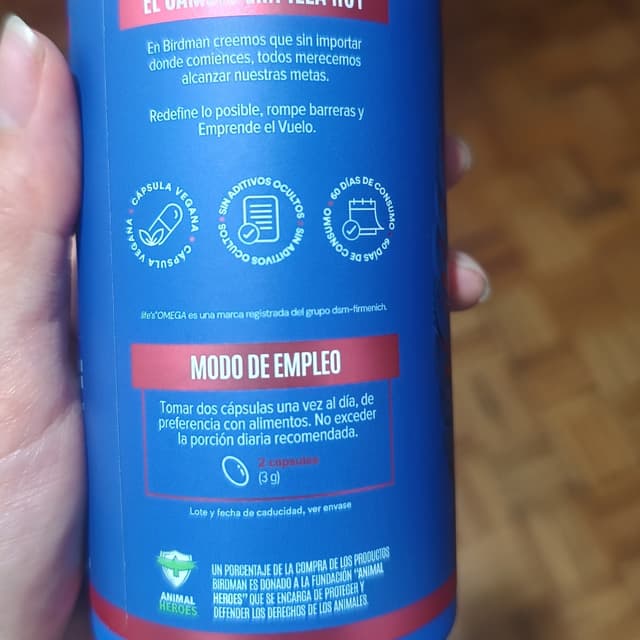 EL CAMBIO BRILLA HOY
En Birdman creemos que sin importar
donde comiences, todos merecemos
alcanzar nuestras metas.
Redefine lo posible, rompe barreras y
Emprende el Vuelo.
CÁPSULA VEGANA • CÁPSULA VEGANA
SIN ADITIVOS OCULTOS • SIN ADITIVOS OCULTOS
60 DÍAS DE CONSUMO • 60 DÍAS DE CONSUMO
life's®OMEGA es una marca registrada del grupo dsm-firmenich.
MODO DE EMPLEO
Tomar dos cápsulas una vez al día, de
preferencia con alimentos. No exceder
la porción diaria recomendada.
2 capsulas
(3 g)
Lote y fecha de caducidad, ver envase
ANIMAL
HEROES
UN PORCENTAJE DE LA COMPRA DE LOS PRODUCTOS
BIRDMAN ES DONADO A LA FUNDACIÓN "ANIMAL
HEROES" QUE SE ENCARGA DE PROTEGER Y
DEFENDER LOS DERECHOS DE LOS ANIMALES.